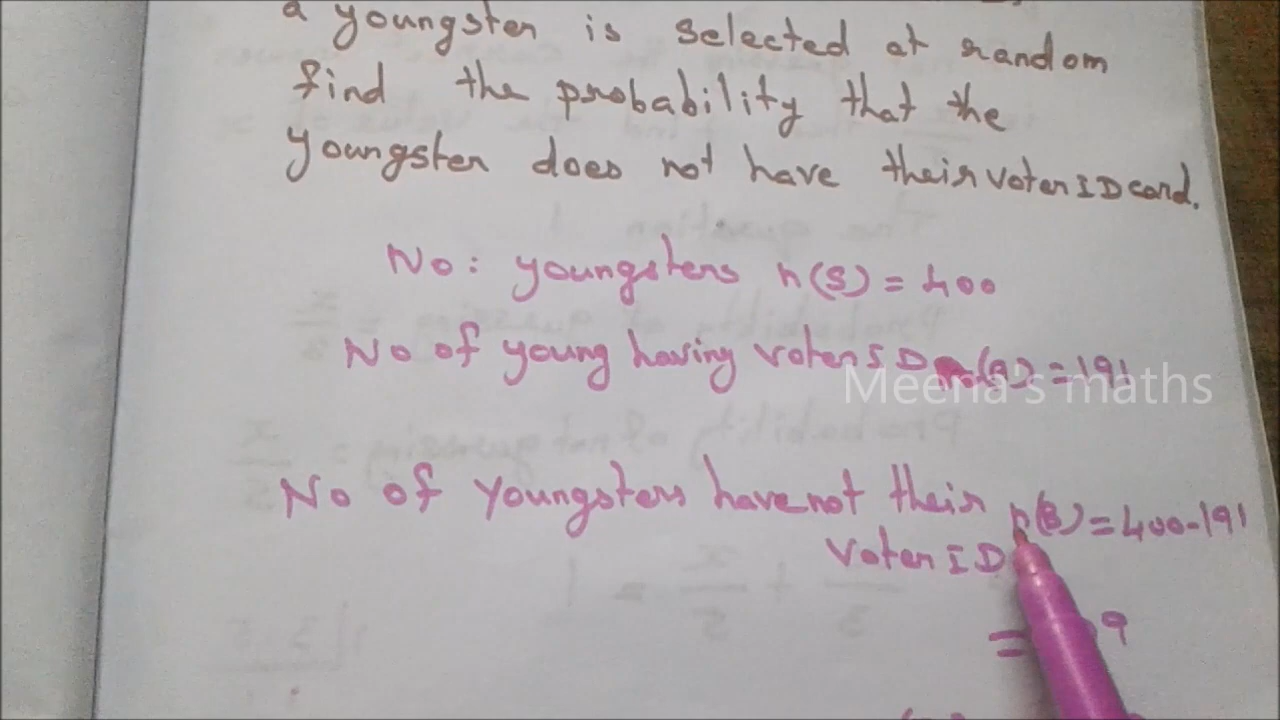 a youngster is selected at random
find the probability that the
youngster does not have their voter ID card.
No: youngsters n(S) = 400
No of young having voter ID n(A) = 191
Meena's maths
No of youngsters have not their n(B) = 400-191
voter ID
= 9